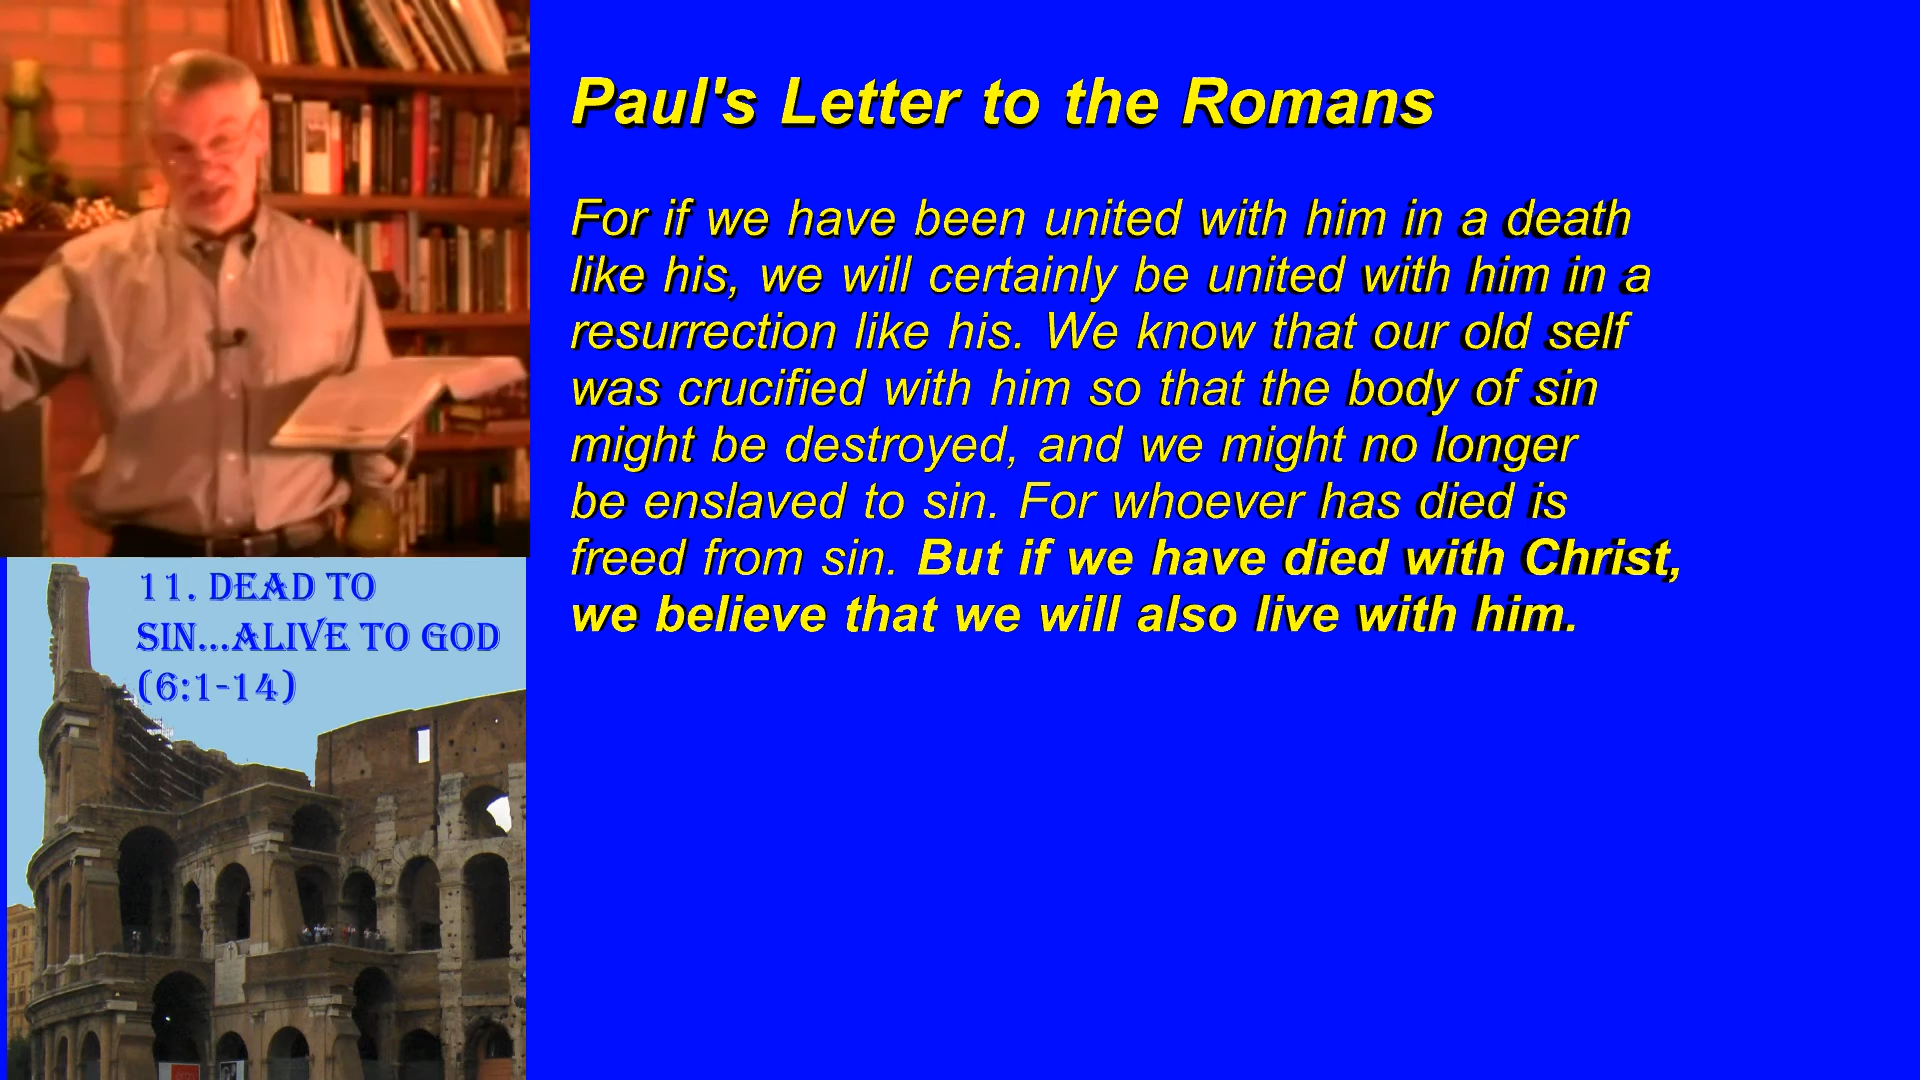 Paul's Letter to the Romans
For if we have been united with him in a death
like his, we will certainly be united with him in a
resurrection like his. We know that our old self
was crucified with him so that the body of sin
might be destroyed, and we might no longer
be enslaved to sin. For whoever has died is
freed from sin. But if we have died with Christ,
we believe that we will also live with him.
11. DEAD TO
SIN...ALIVE TO GOD
(6:1-14)